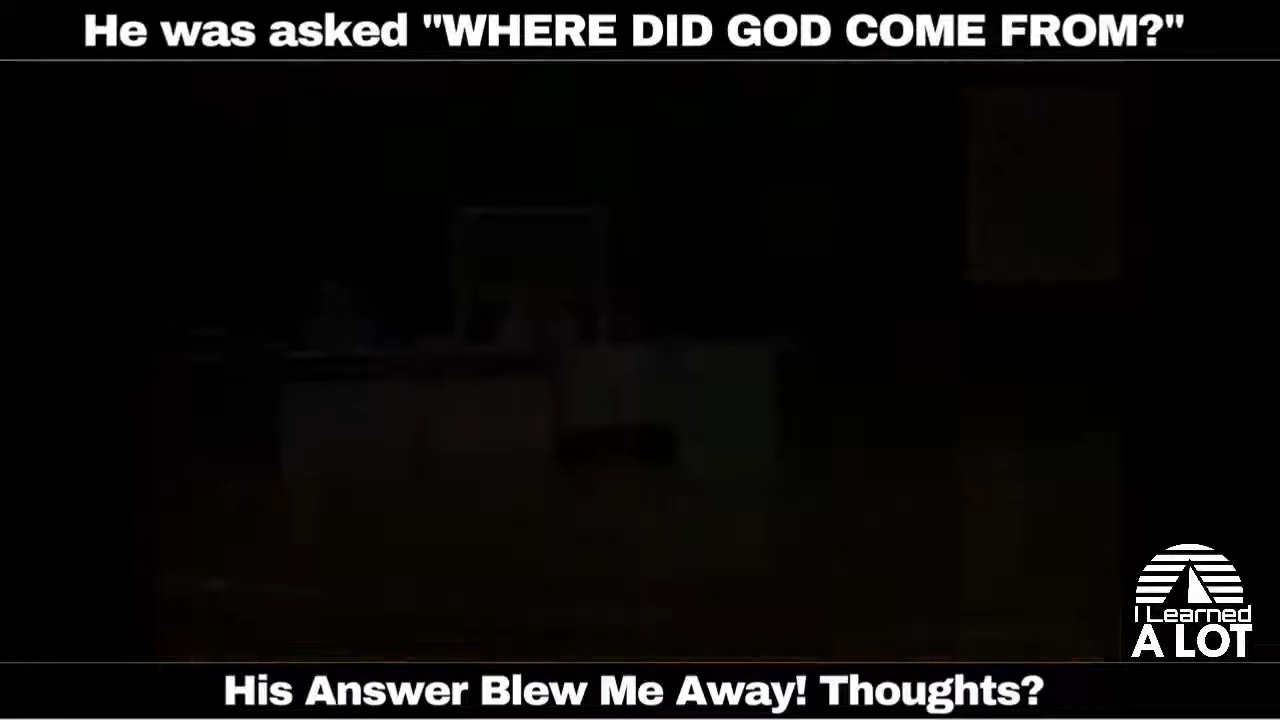 He was asked "WHERE DID GOD COME FROM?"
I Learned
A LOT
His Answer Blew Me Away! Thoughts?